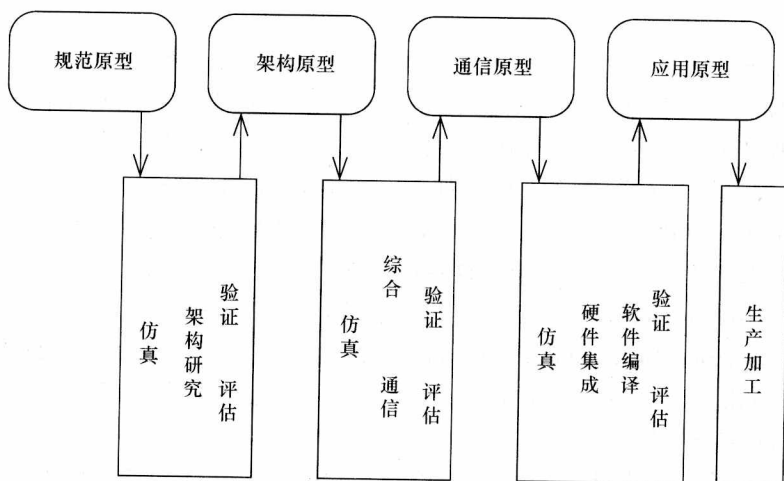 规范原型
架构原型
通信原型
应用原型
仿真
架构研究
验证 评估
仿真
综合 通信
验证 评估
仿真
硬件集成
软件编译
验证 评估
生产加工